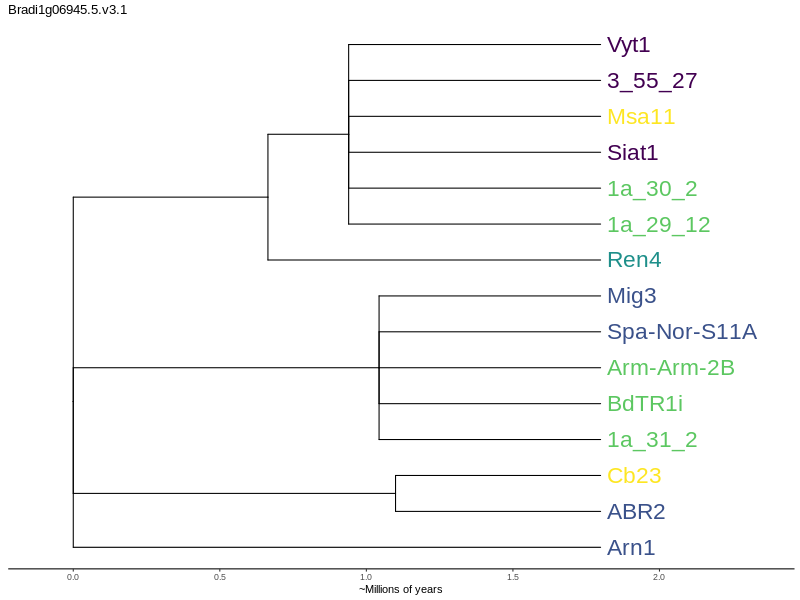 Bradi1g06945.5.v3.1
Vyt1
3_55_27
Msa11
Siat1
1a_30_2
1a_29_12
Ren4
Mig3
Spa-Nor-S11A
Arm-Arm-2B
BdTR1i
1a_31_2
Cb23
ABR2
Arn1
0.0 0.5 1.0 1.5 2.0
~Millions of years